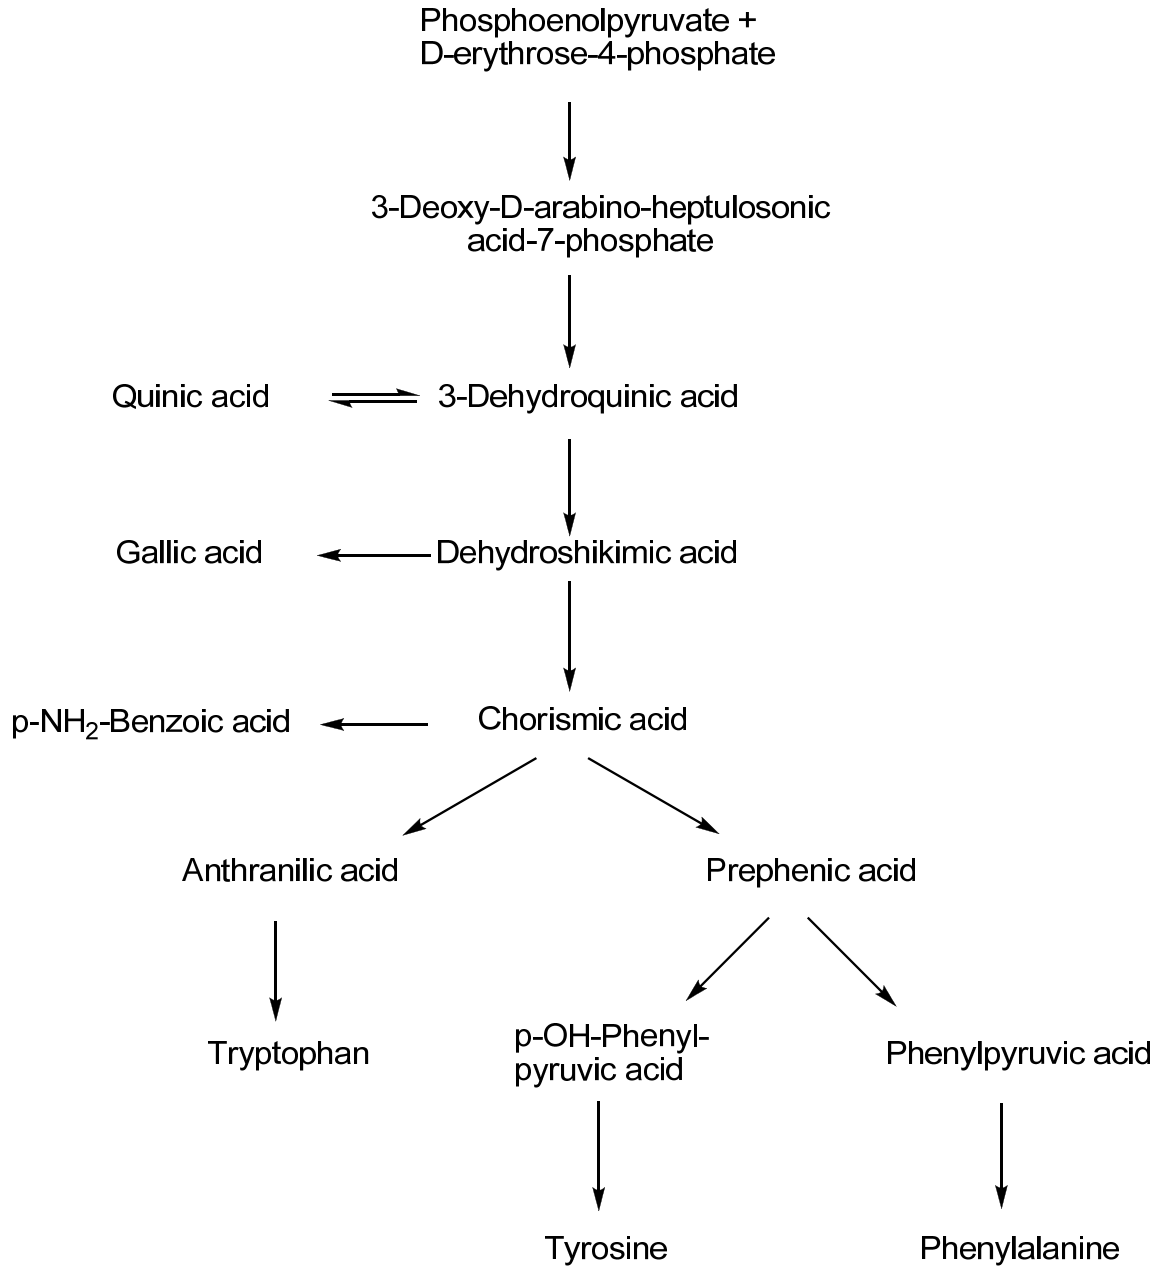 Phosphoenolpyruvate +
D-erythrose-4-phosphate
3-Deoxy-D-arabino-heptulosonic
acid-7-phosphate
Quinic acid
3-Dehydroquinic acid
Gallic acid
Dehydroshikimic acid
p-NH₂-Benzoic acid
Chorismic acid
Anthranilic acid
Prephenic acid
Tryptophan
p-OH-Phenyl-
pyruvic acid
Phenylpyruvic acid
Tyrosine
Phenylalanine